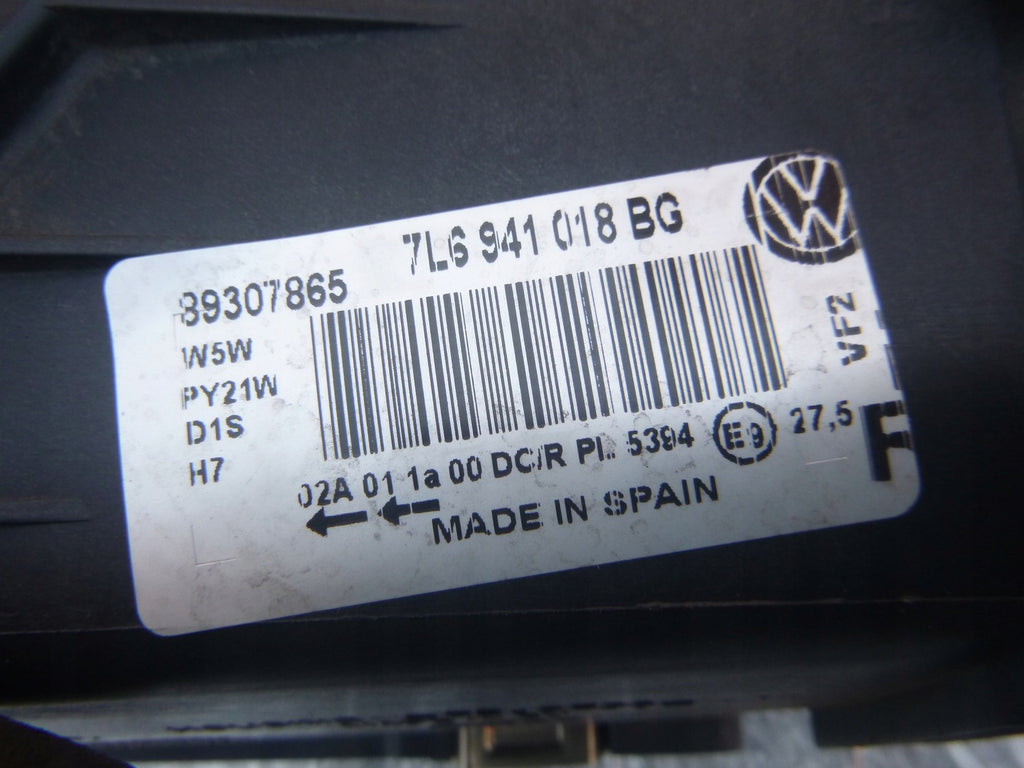 7L6 941 018 BG
89307865
W5W
PY21W
D1S
H7
VF2
02A 01 1a 00 DC/R PL 5394 E9 27,5
MADE IN SPAIN